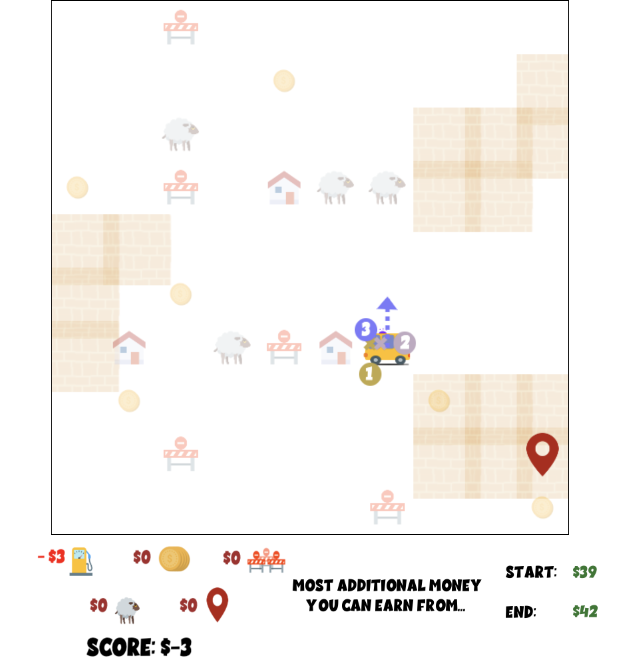 3
2
1
- $3
$0
$0
$0
$0
MOST ADDITIONAL MONEY
YOU CAN EARN FROM...
START: $39
END: $42
SCORE: $-3